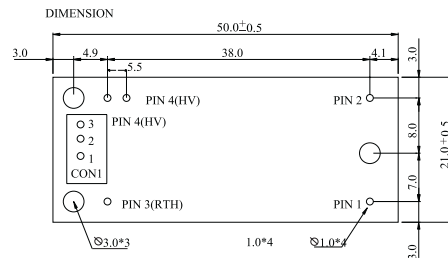 DIMENSION
50.0±0.5
3.0 4.9 38.0 4.1 3.0
5.5
PIN 4(HV) PIN 2
PIN 4(HV)
3
2
1
CON1
8.0
21.0±0.5
7.0
PIN 3(RTH) PIN 1
⌀3.0*3 1.0*4 ⌀1.0*4 3.0